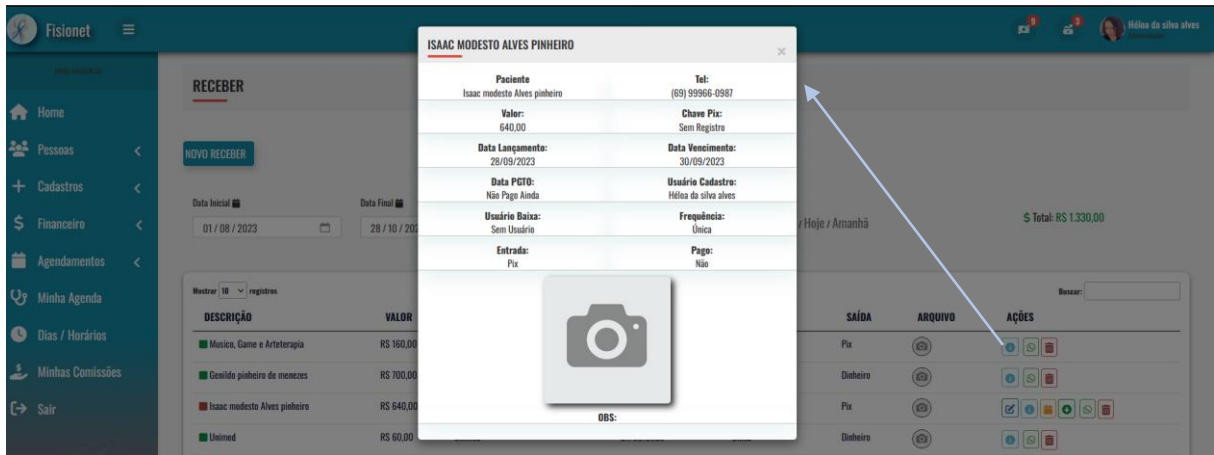 Fisionet
9
3
Héloa da silva alves
Home
Pessoas
Cadastros
Financeiro
Agendamentos
Minha Agenda
Dias / Horários
Minhas Comissões
Sair
RECEBER
NOVO RECEBER
Data Inicial
Data Final
01 / 08 / 2023
28 / 10 / 202
/ Hoje / Amanhã
$ Total: R$ 1.330,00
Mostrar 10 registros
Buscar:
DESCRIÇÃO VALOR SAÍDA ARQUIVO AÇÕES
Musico, Game e Arteterapia R$ 160,00 Pix
Genildo pinheiro de menezes R$ 700,00 Dinheiro
Isaac modesto Alves pinheiro R$ 640,00 Pix
Unimed R$ 60,00 Dinheiro
ISAAC MODESTO ALVES PINHEIRO ×
Paciente Tel:
Isaac modesto Alves pinheiro (69) 99966-0987
Valor: Chave Pix:
640,00 Sem Registro
Data Lançamento: Data Vencimento:
28/09/2023 30/09/2023
Data PGTO: Usuário Cadastro:
Não Pago Ainda Héloa da silva alves
Usuário Baixa: Frequência:
Sem Usuário Única
Entrada: Pago:
Pix Não
OBS: